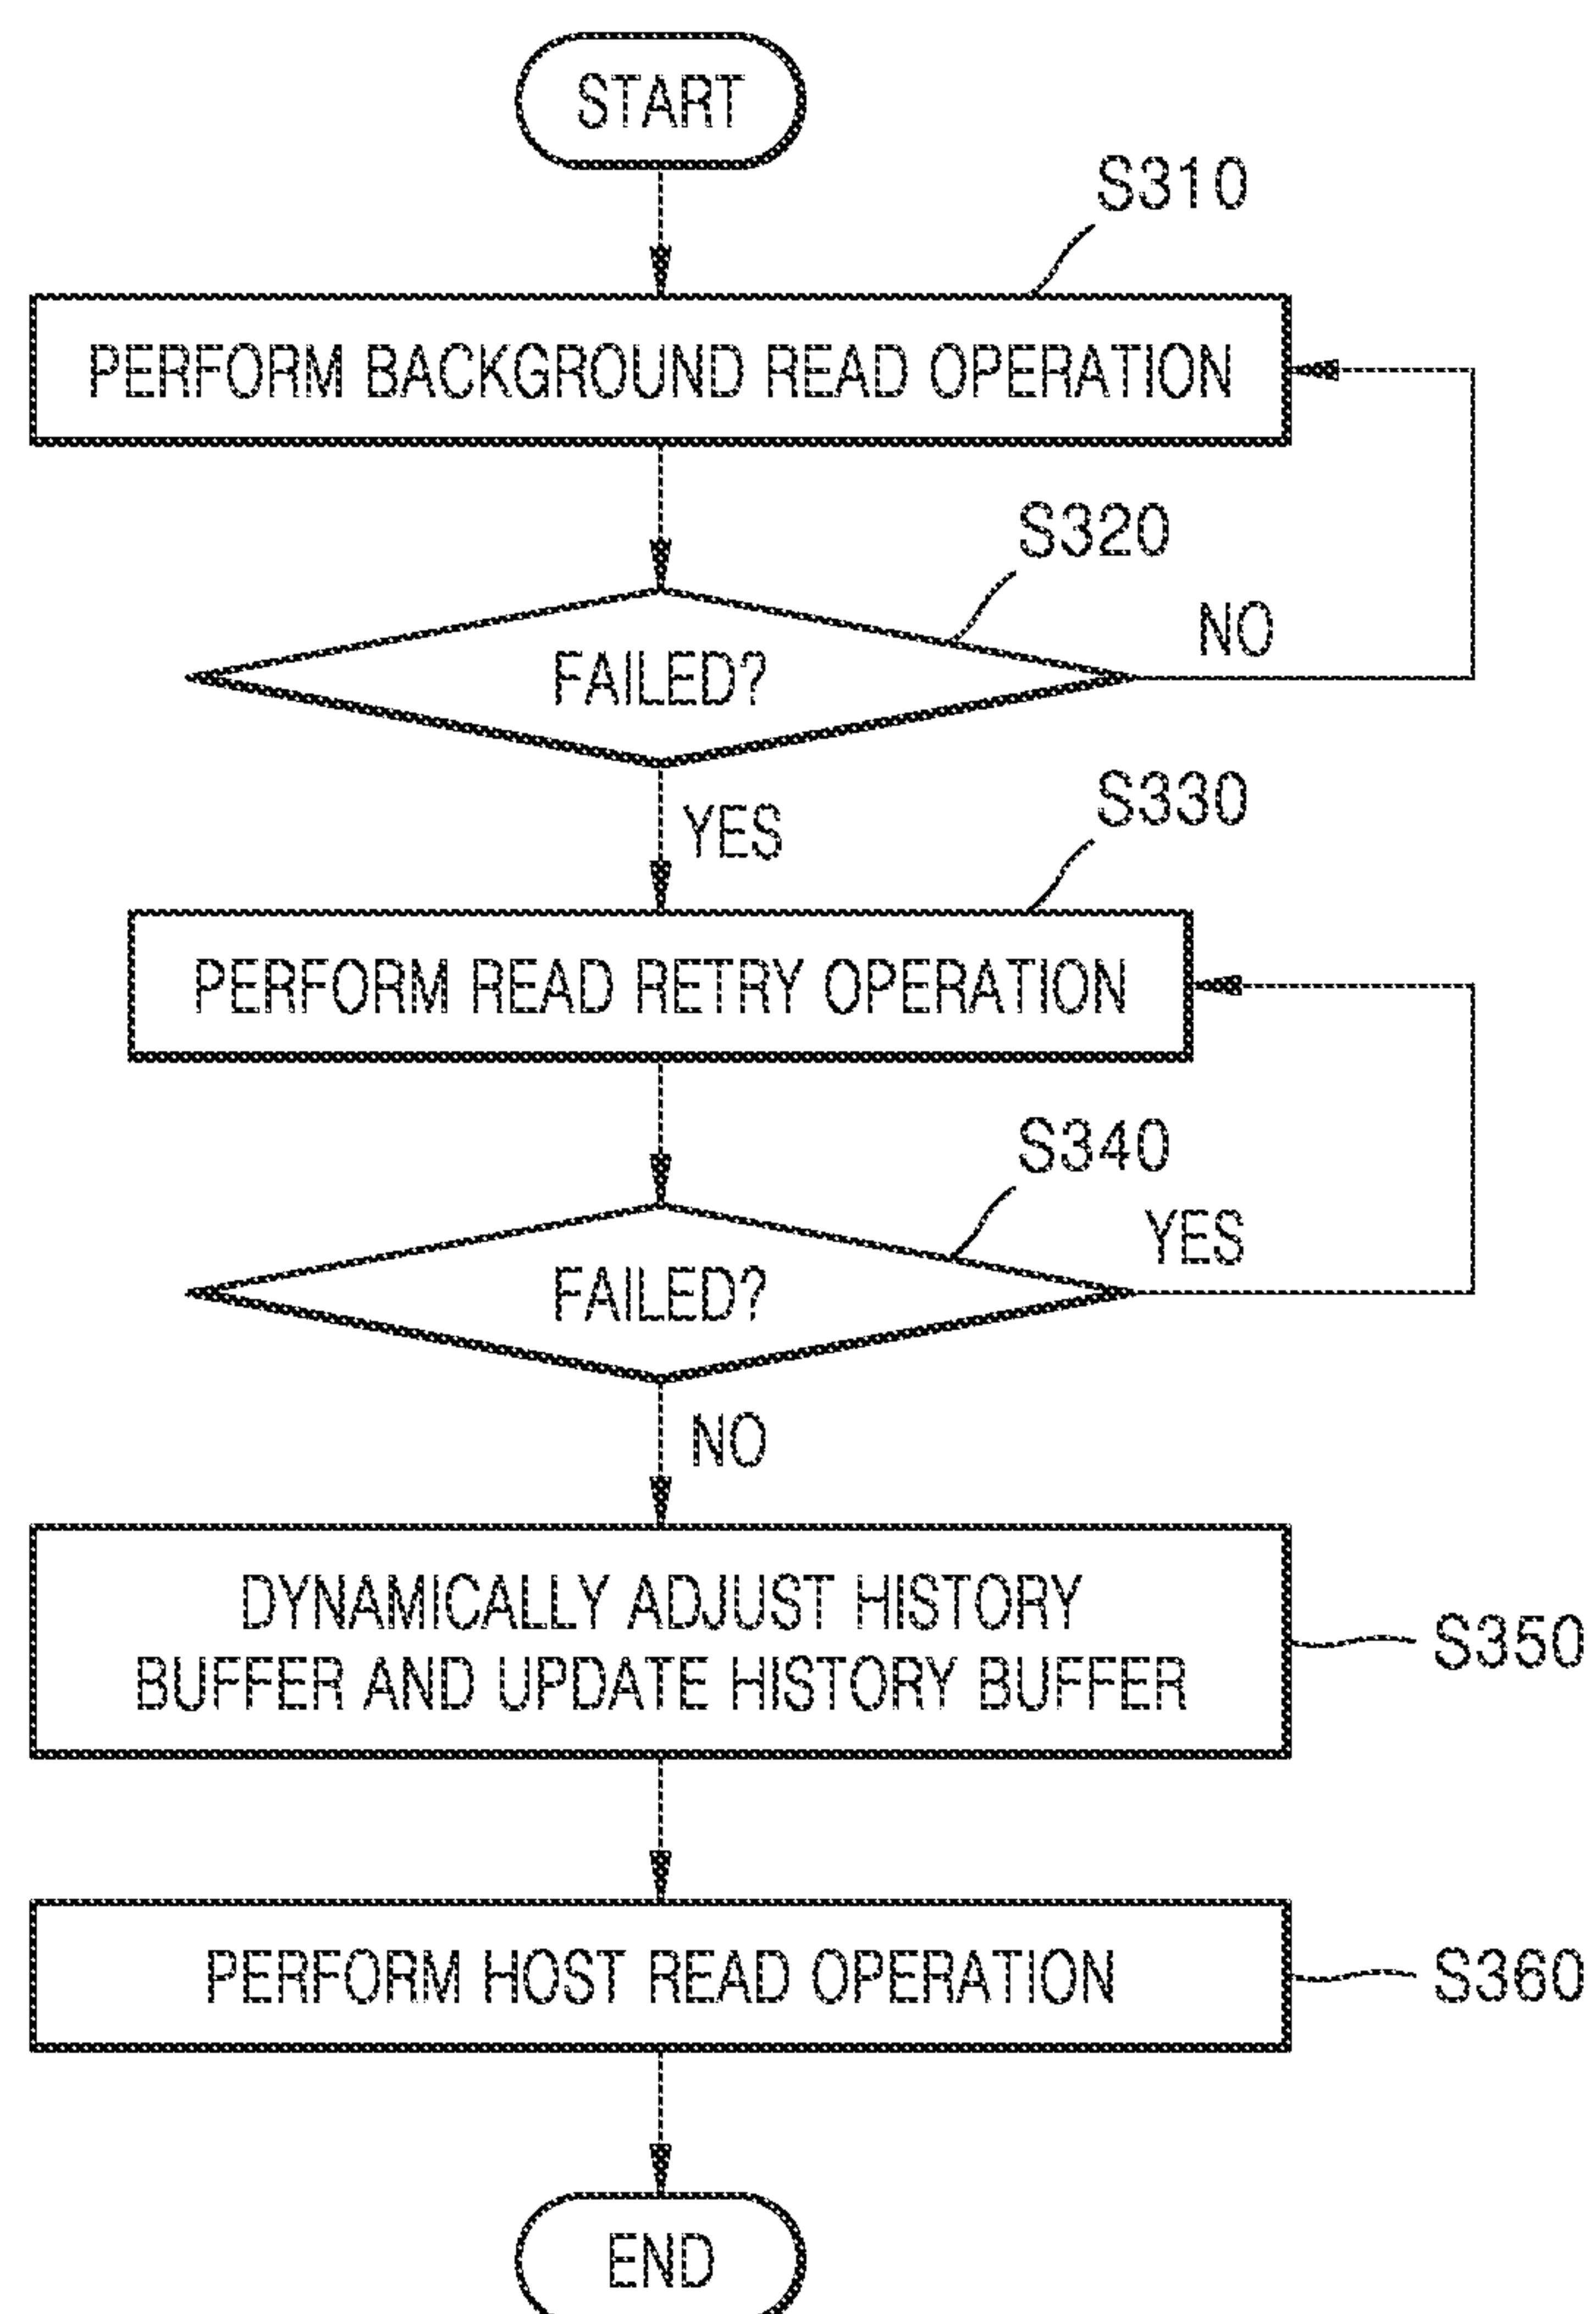 START
S310
PERFORM BACKGROUND READ OPERATION
S320
NO
FAILED?
YES
S330
PERFORM READ RETRY OPERATION
S340
YES
FAILED?
NO
DYNAMICALLY ADJUST HISTORY
BUFFER AND UPDATE HISTORY BUFFER
S350
PERFORM HOST READ OPERATION
S360
END